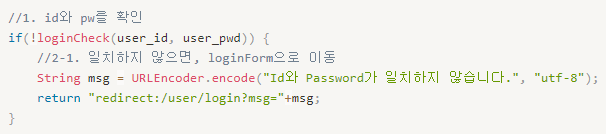 //1. id와 pw를 확인
if(!loginCheck(user_id, user_pwd)) {
//2-1. 일치하지 않으면, loginForm으로 이동
String msg = URLEncoder.encode("Id와 Password가 일치하지 않습니다.", "utf-8");
return "redirect:/user/login?msg="+msg;
}